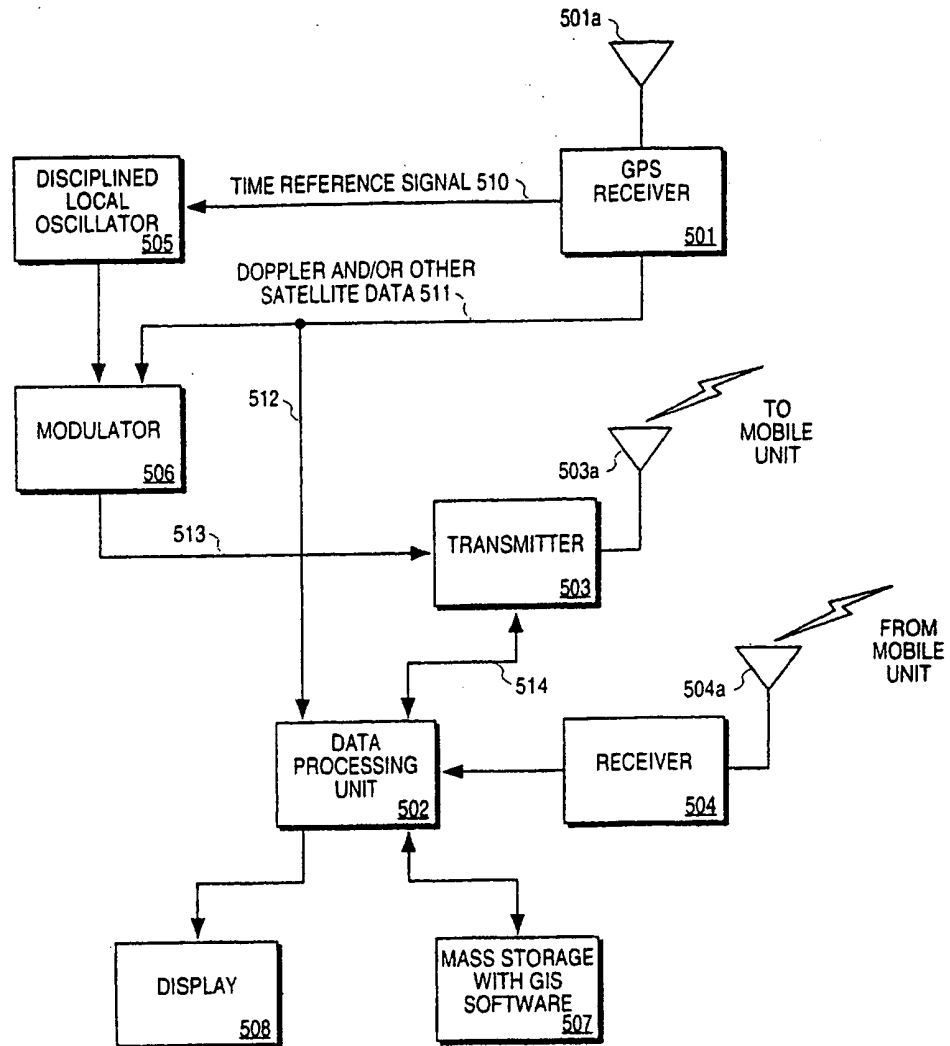 501a
GPS
RECEIVER
501
DISCIPLINED
LOCAL
OSCILLATOR
505
TIME REFERENCE SIGNAL 510
DOPPLER AND/OR OTHER
SATELLITE DATA 511
MODULATOR
506
512
513
TO
MOBILE
UNIT
503a
TRANSMITTER
503
514
FROM
MOBILE
UNIT
504a
DATA
PROCESSING
UNIT
502
RECEIVER
504
DISPLAY
508
MASS STORAGE
WITH GIS
SOFTWARE
507